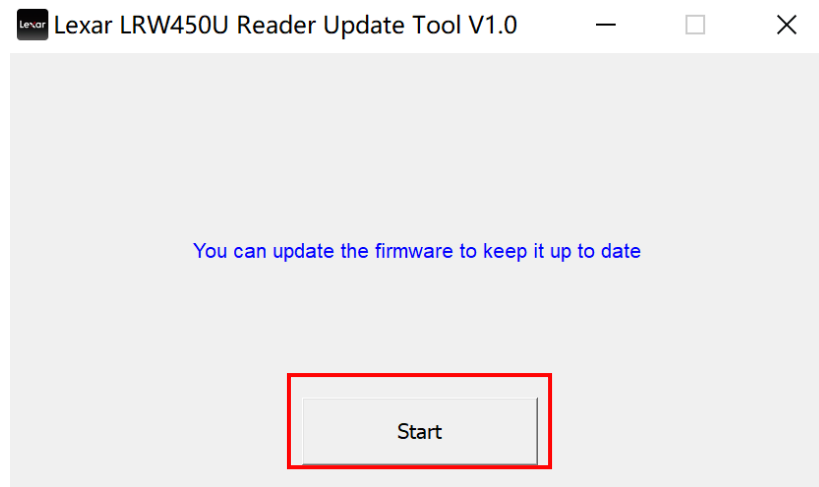 Lexar Lexar LRW450U Reader Update Tool V1.0
You can update the firmware to keep it up to date
Start